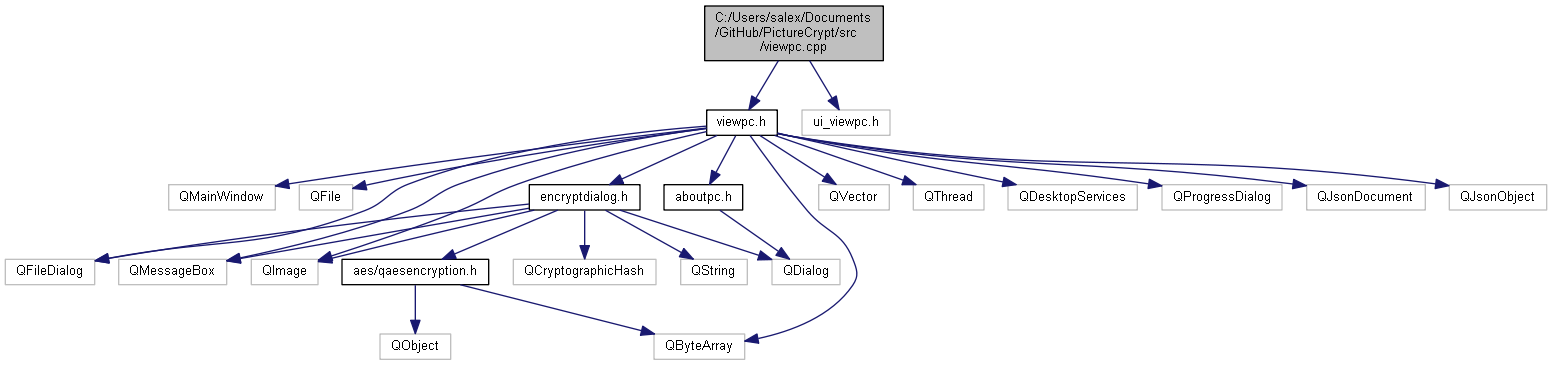 C:/Users/salex/Documents
/GitHub/PictureCrypt/src
/viewpc.cpp
viewpc.h
ui_viewpc.h
QMainWindow
QFile
encryptdialog.h
aboutpc.h
QVector
QThread
QDesktopServices
QProgressDialog
QJsonDocument
QJsonObject
QFileDialog
QMessageBox
QImage
aes/qaesencryption.h
QCryptographicHash
QString
QDialog
QObject
QByteArray